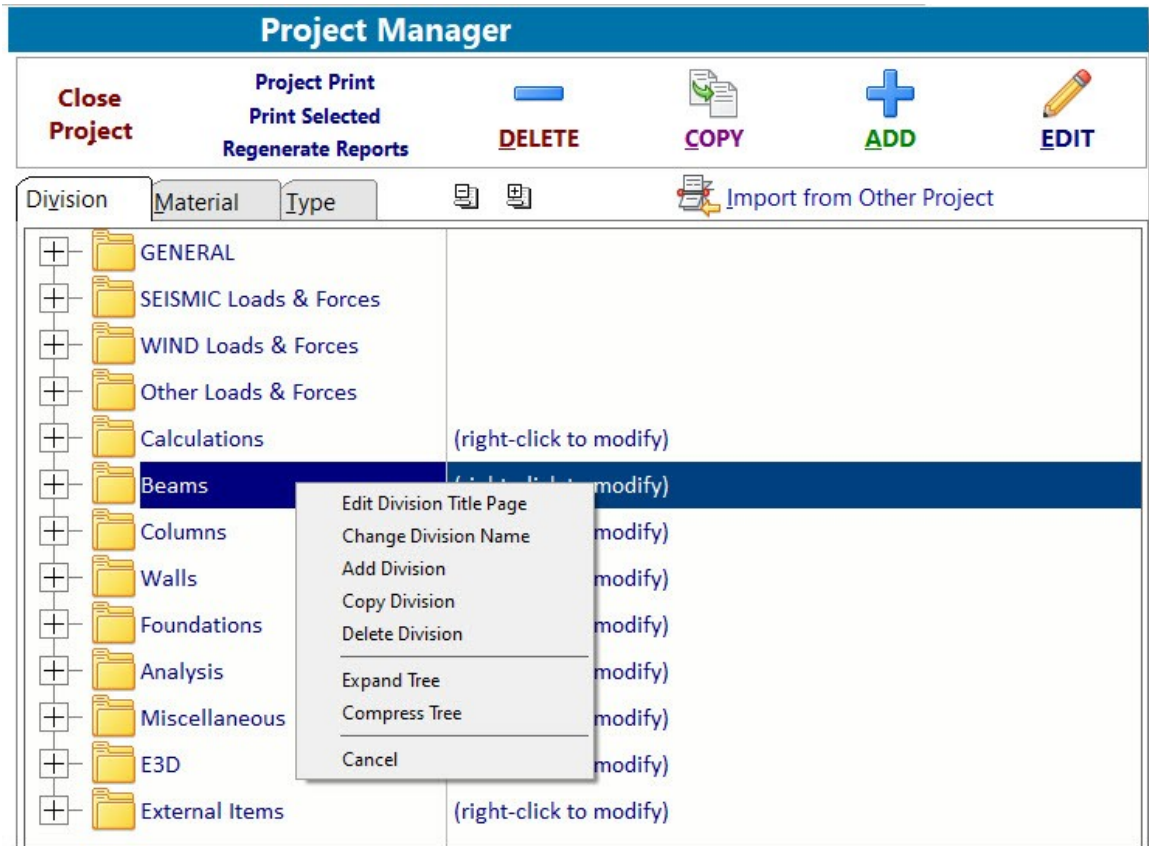 Project Manager
Close
Project
Project Print
Print Selected
Regenerate Reports
DELETE
COPY
ADD
EDIT
Division
Material
Type
Import from Other Project
GENERAL
SEISMIC Loads & Forces
WIND Loads & Forces
Other Loads & Forces
Calculations (right-click to modify)
Beams modify)
Edit Division Title Page
Change Division Name
Add Division
Copy Division
Delete Division
Expand Tree
Compress Tree
Cancel
Columns modify)
Walls modify)
Foundations modify)
Analysis modify)
Miscellaneous modify)
E3D modify)
External Items (right-click to modify)